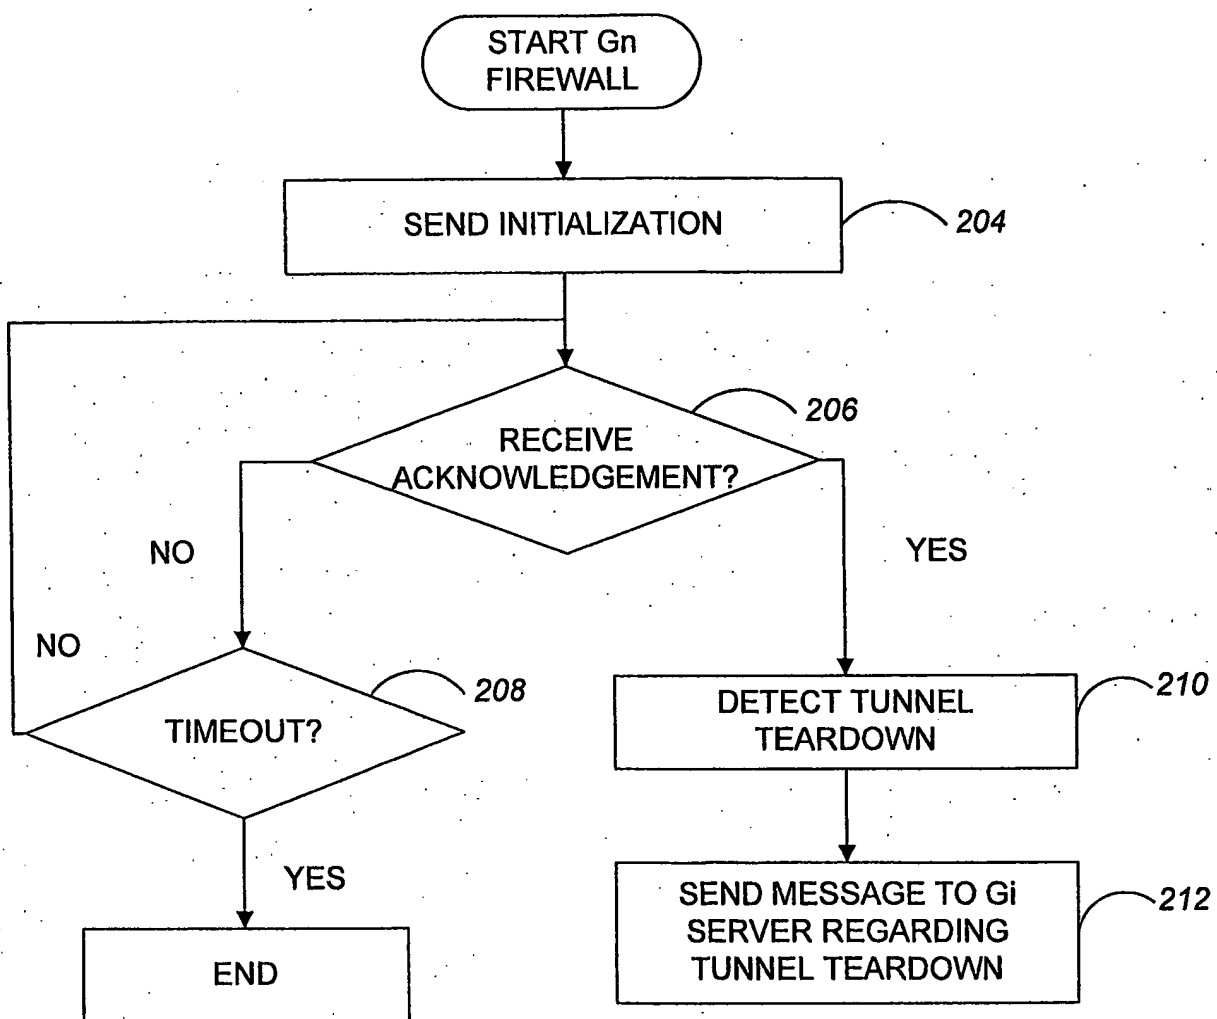 START Gn
FIREWALL
SEND INITIALIZATION
204
206
RECEIVE
ACKNOWLEDGEMENT?
NO
YES
NO
208
TIMEOUT?
210
DETECT TUNNEL
TEARDOWN
YES
212
SEND MESSAGE TO Gi
SERVER REGARDING
TUNNEL TEARDOWN
END